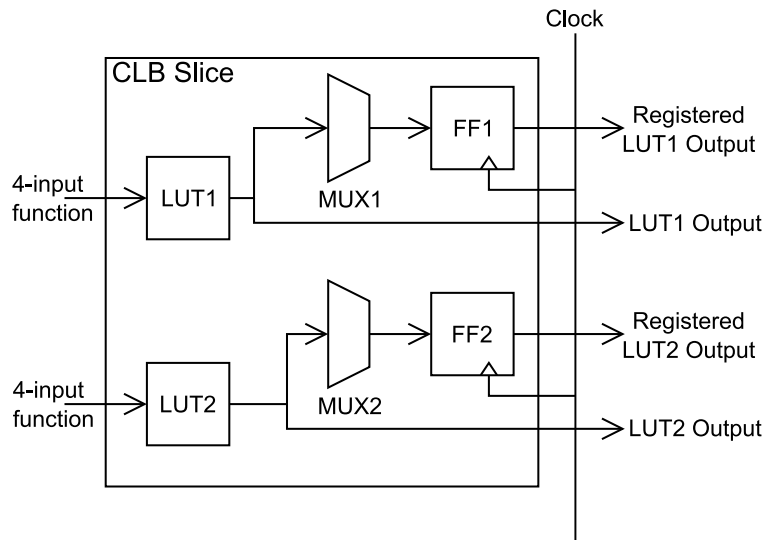 Clock
CLB Slice
Registered
LUT1 Output
FF1
4-input
function
LUT1
MUX1
LUT1 Output
Registered
LUT2 Output
FF2
4-input
function
LUT2
MUX2
LUT2 Output